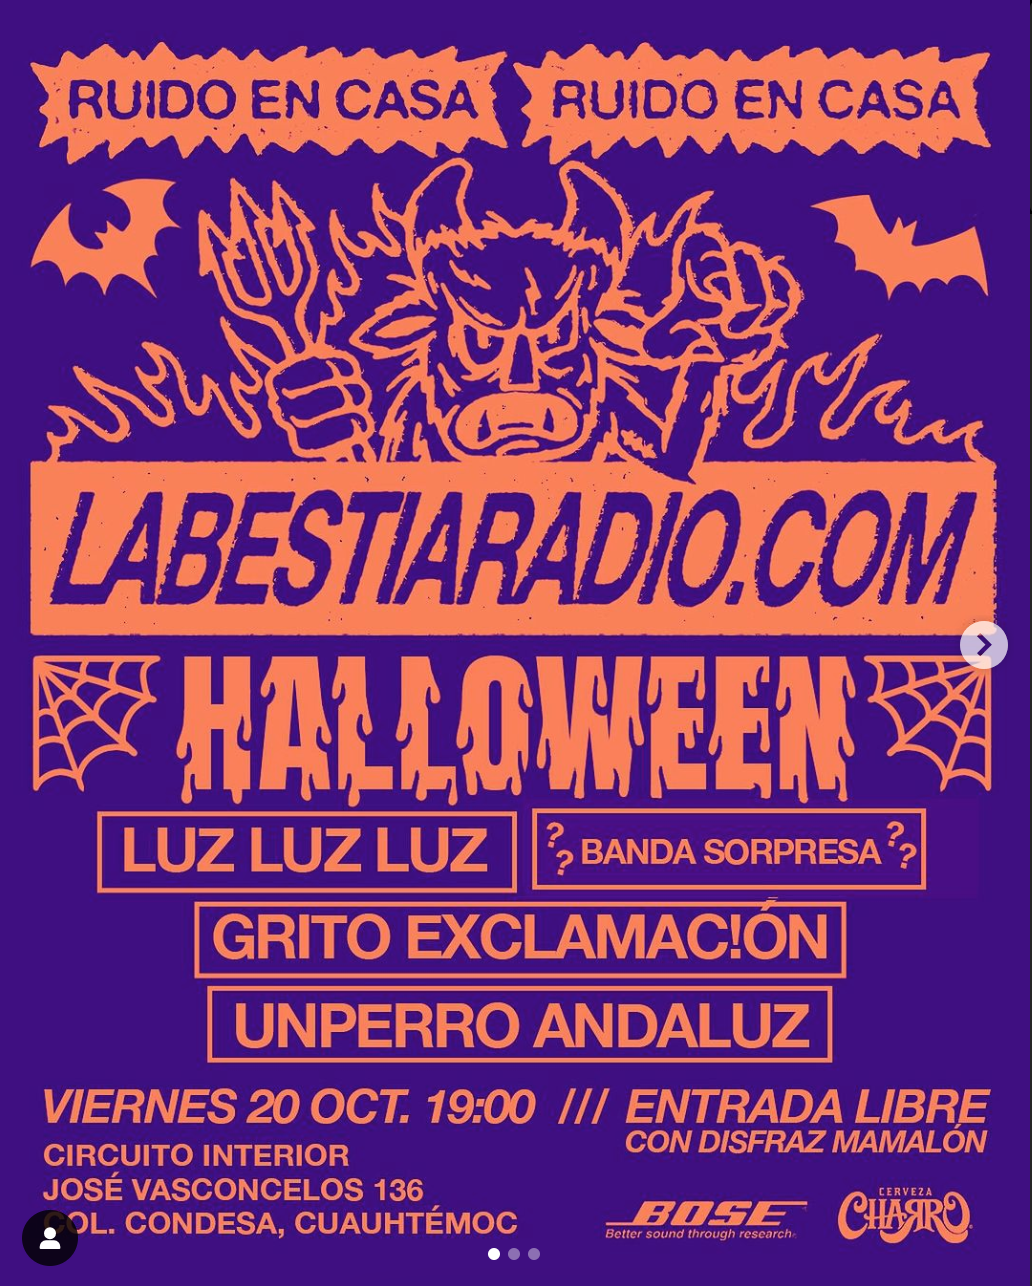 RUIDO EN CASA RUIDO EN CASA
LABESTIARADIO.COM
HALLOWEEN
LUZ LUZ LUZ
? ? BANDA SORPRESA ? ?
GRITO EXCLAMAC!ÓN
UNPERRO ANDALUZ
VIERNES 20 OCT. 19:00 /// ENTRADA LIBRE
CON DISFRAZ MAMALÓN
CIRCUITO INTERIOR
JOSÉ VASCONCELOS 136
COL. CONDESA, CUAUHTÉMOC
BOSE
Better sound through research
CERVEZA
CHARRO